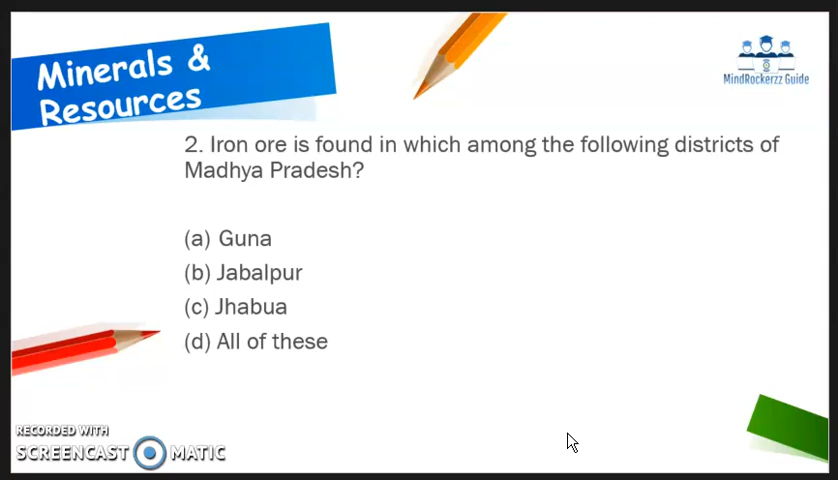 Minerals &
Resources
MindRockerzz Guide
2. Iron ore is found in which among the following districts of
Madhya Pradesh?
(a) Guna
(b) Jabalpur
(c) Jhabua
(d) All of these
RECORDED WITH
SCREENCAST MATIC